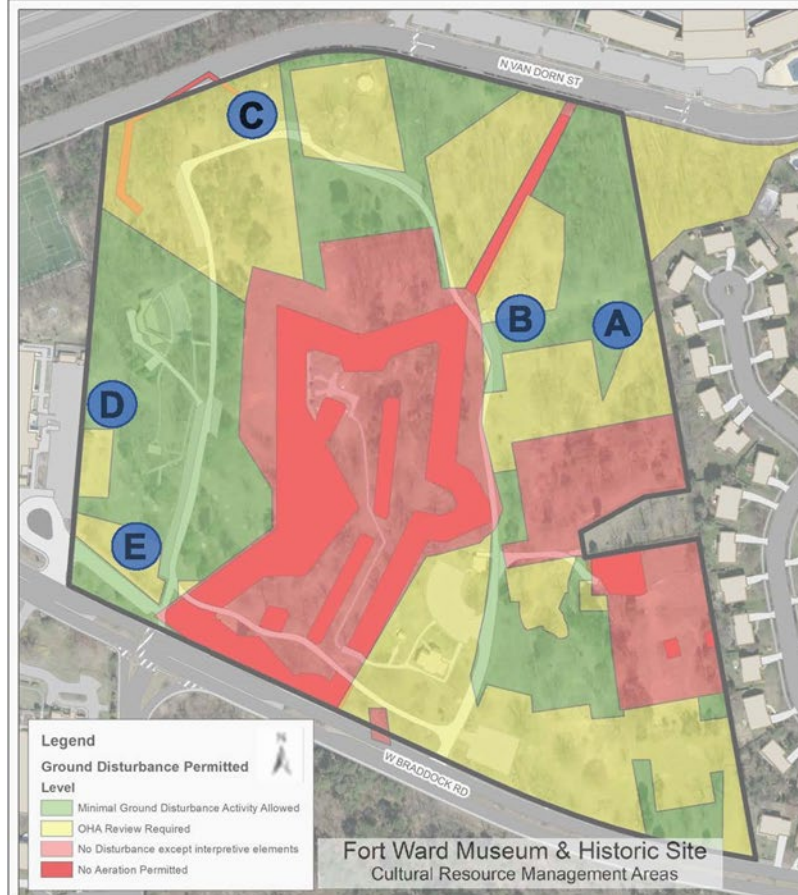 N VAN DORN ST
C
B
A
D
E
W BRADDOCK RD
Legend
N
Ground Disturbance Permitted
Level
Minimal Ground Disturbance Activity Allowed
OHA Review Required
No Disturbance except interpretive elements
No Aeration Permitted
Fort Ward Museum & Historic Site
Cultural Resource Management Areas